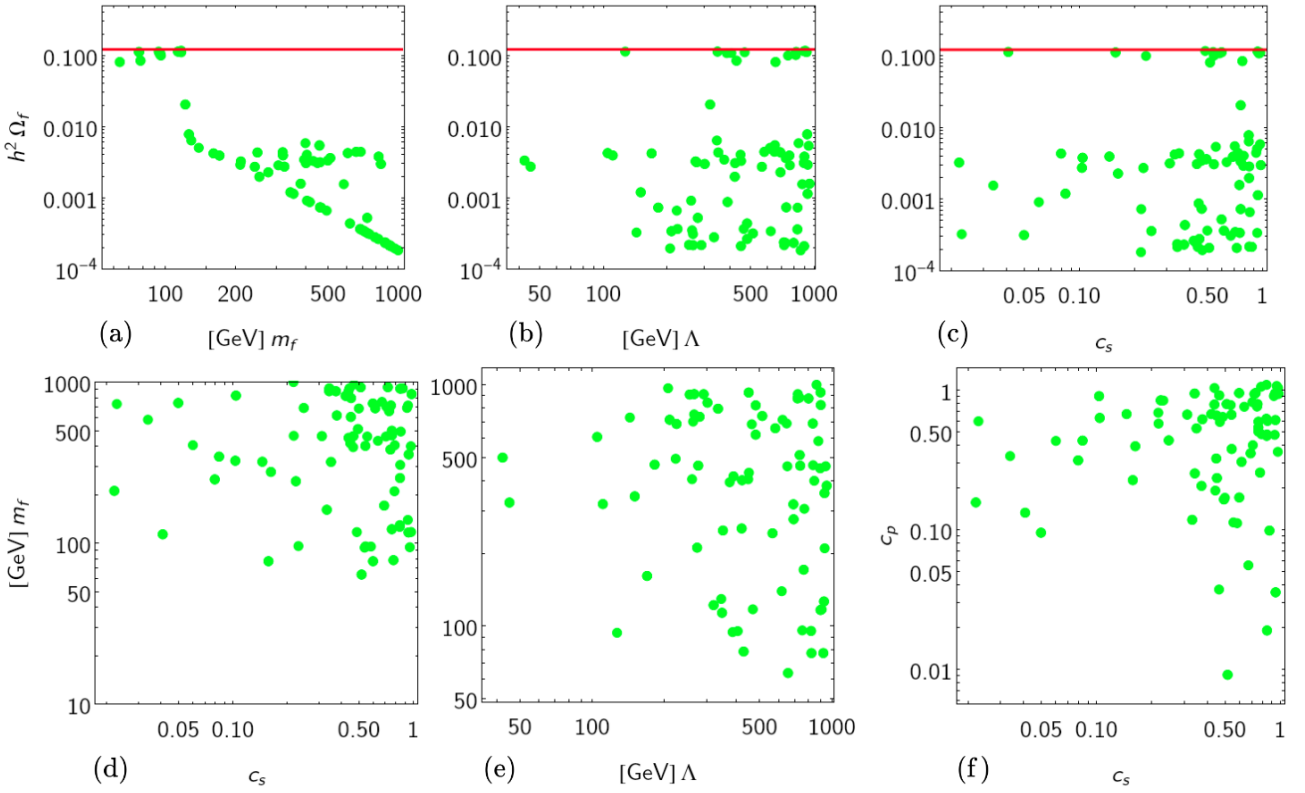 0.100
0.010
0.001
10⁻⁴
h² Ω_f
100 200 500 1000
(a)
[GeV] m_f
0.100
0.010
0.001
10⁻⁴
50 100 500 1000
(b)
[GeV] Λ
0.100
0.010
0.001
10⁻⁴
0.05 0.10 0.50 1
(c)
c_s
1000
500
100
50
10
[GeV] m_f
0.05 0.10 0.50 1
(d)
c_s
1000
500
100
50
50 100 500 1000
(e)
[GeV] Λ
1
0.50
0.10
0.05
0.01
c_p
0.05 0.10 0.50 1
(f)
c_s